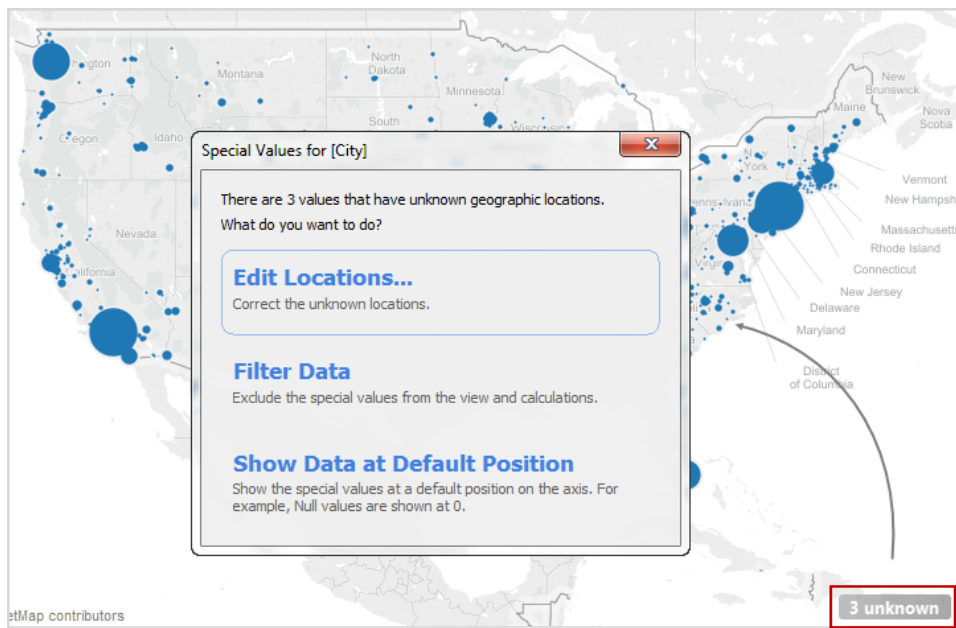 North
Dakota
Montana
Minnesota
New
Brunswick
Maine
Nova
Scotia
South
Idaho
Special Values for [City]
There are 3 values that have unknown geographic locations.
What do you want to do?
York
Vermont
New Hampsh
Massachusetts
Rhode Island
Connecticut
New Jersey
Delaware
Maryland
District
of Columbia
Nevada
Edit Locations...
Correct the unknown locations.
Filter Data
Exclude the special values from the view and calculations.
Show Data at Default Position
Show the special values at a default position on the axis. For
example, Null values are shown at 0.
etMap contributors
3 unknown